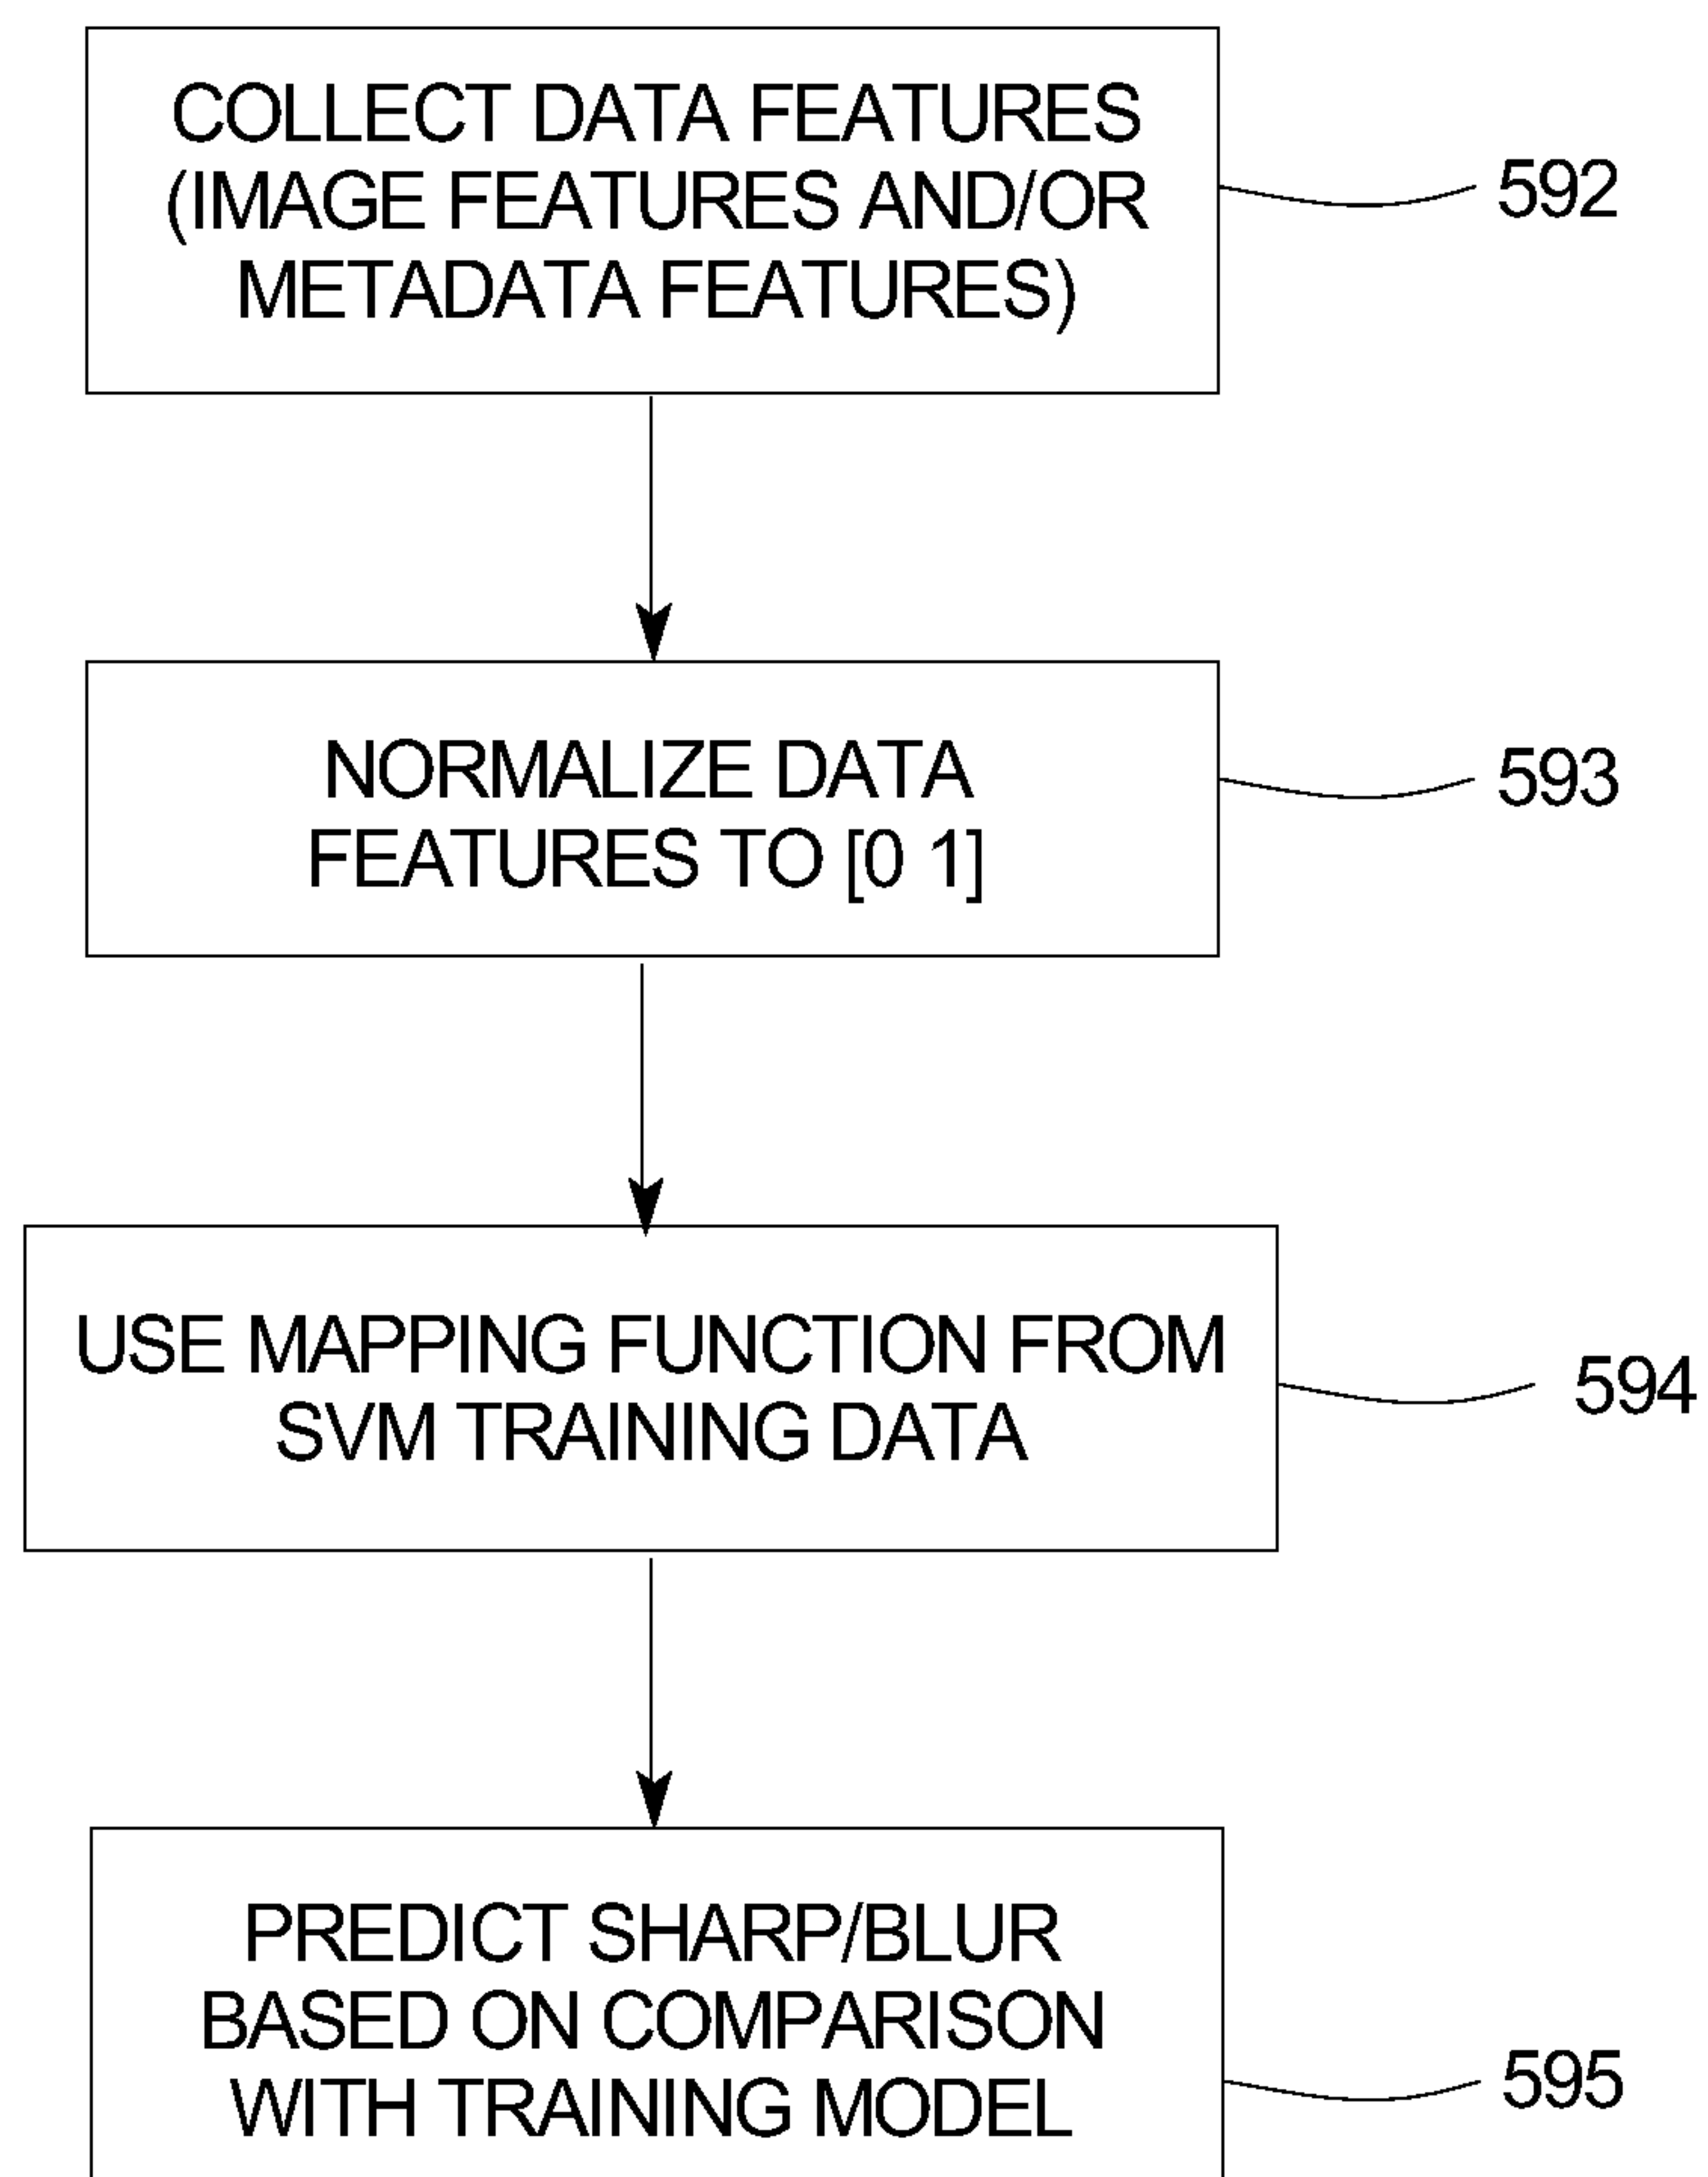 COLLECT DATA FEATURES
(IMAGE FEATURES AND/OR
METADATA FEATURES)
592
NORMALIZE DATA
FEATURES TO [0 1]
593
USE MAPPING FUNCTION FROM
SVM TRAINING DATA
594
PREDICT SHARP/BLUR
BASED ON COMPARISON
WITH TRAINING MODEL
595